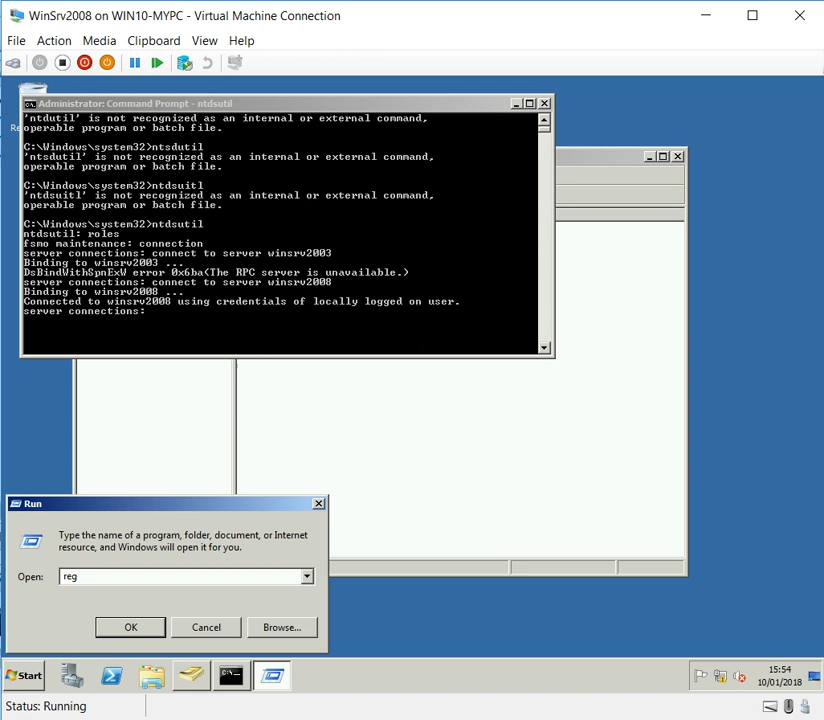 WinSrv2008 on WIN10-MYPC - Virtual Machine Connection
File Action Media Clipboard View Help
Administrator: Command Prompt - ntdsutil
'ntdutil' is not recognized as an internal or external command,
operable program or batch file.
C:\Windows\system32>ntsdutil
'ntsdutil' is not recognized as an internal or external command,
operable program or batch file.
C:\Windows\system32>ntdsuitl
'ntdsuitl' is not recognized as an internal or external command,
operable program or batch file.
C:\Windows\system32>ntdsutil
ntdsutil: roles
fsmo maintenance: connection
server connections: connect to server winsrv2003
Binding to winsrv2003 ...
DsBindWithSpnExW error 0x6ba(The RPC server is unavailable.)
server connections: connect to server winsrv2008
Binding to winsrv2008 ...
Connected to winsrv2008 using credentials of locally logged on user.
server connections:
Run
Type the name of a program, folder, document, or Internet
resource, and Windows will open it for you.
Open: reg
OK Cancel Browse...
Start
15:54
10/01/2018
Status: Running